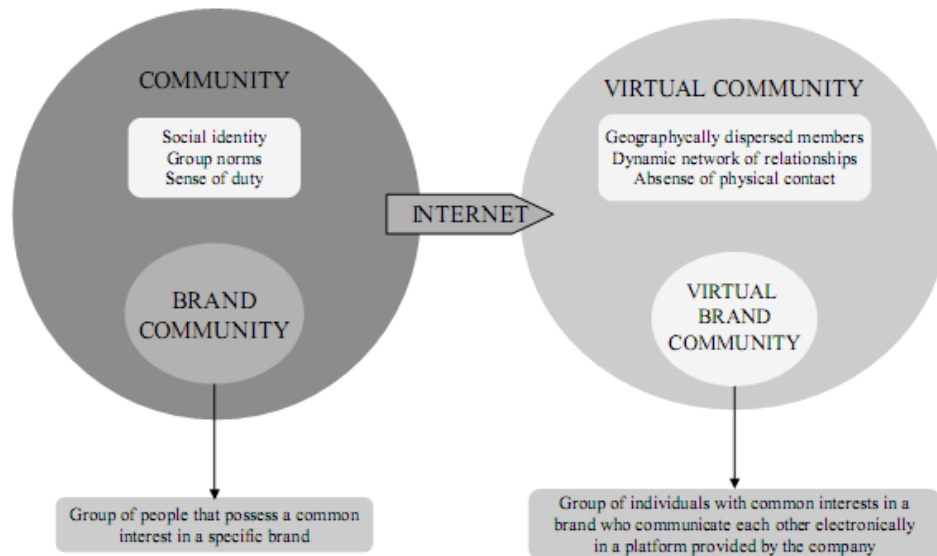 COMMUNITY
Social identity
Group norms
Sense of duty
BRAND
COMMUNITY
Group of people that possess a common
interest in a specific brand
INTERNET
VIRTUAL COMMUNITY
Geographycally dispersed members
Dynamic network of relationships
Absense of physical contact
VIRTUAL
BRAND
COMMUNITY
Group of individuals with common interests in a
brand who communicate each other electronically
in a platform provided by the company